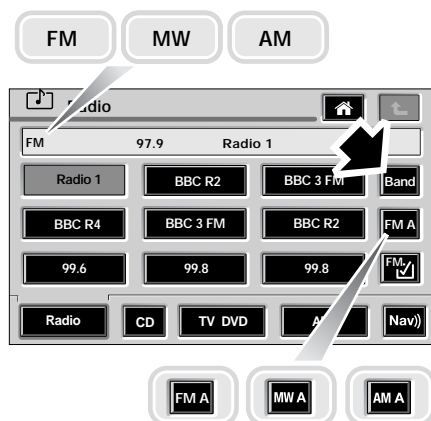 FM MW AM
Radio
FM 97.9 Radio 1
Radio 1 BBC R2 BBC 3 FM Band
BBC R4 BBC 3 FM BBC R2 FM A
99.6 99.8 99.8 FM
Radio CD TV DVD Nav))
FM A MW A AM A